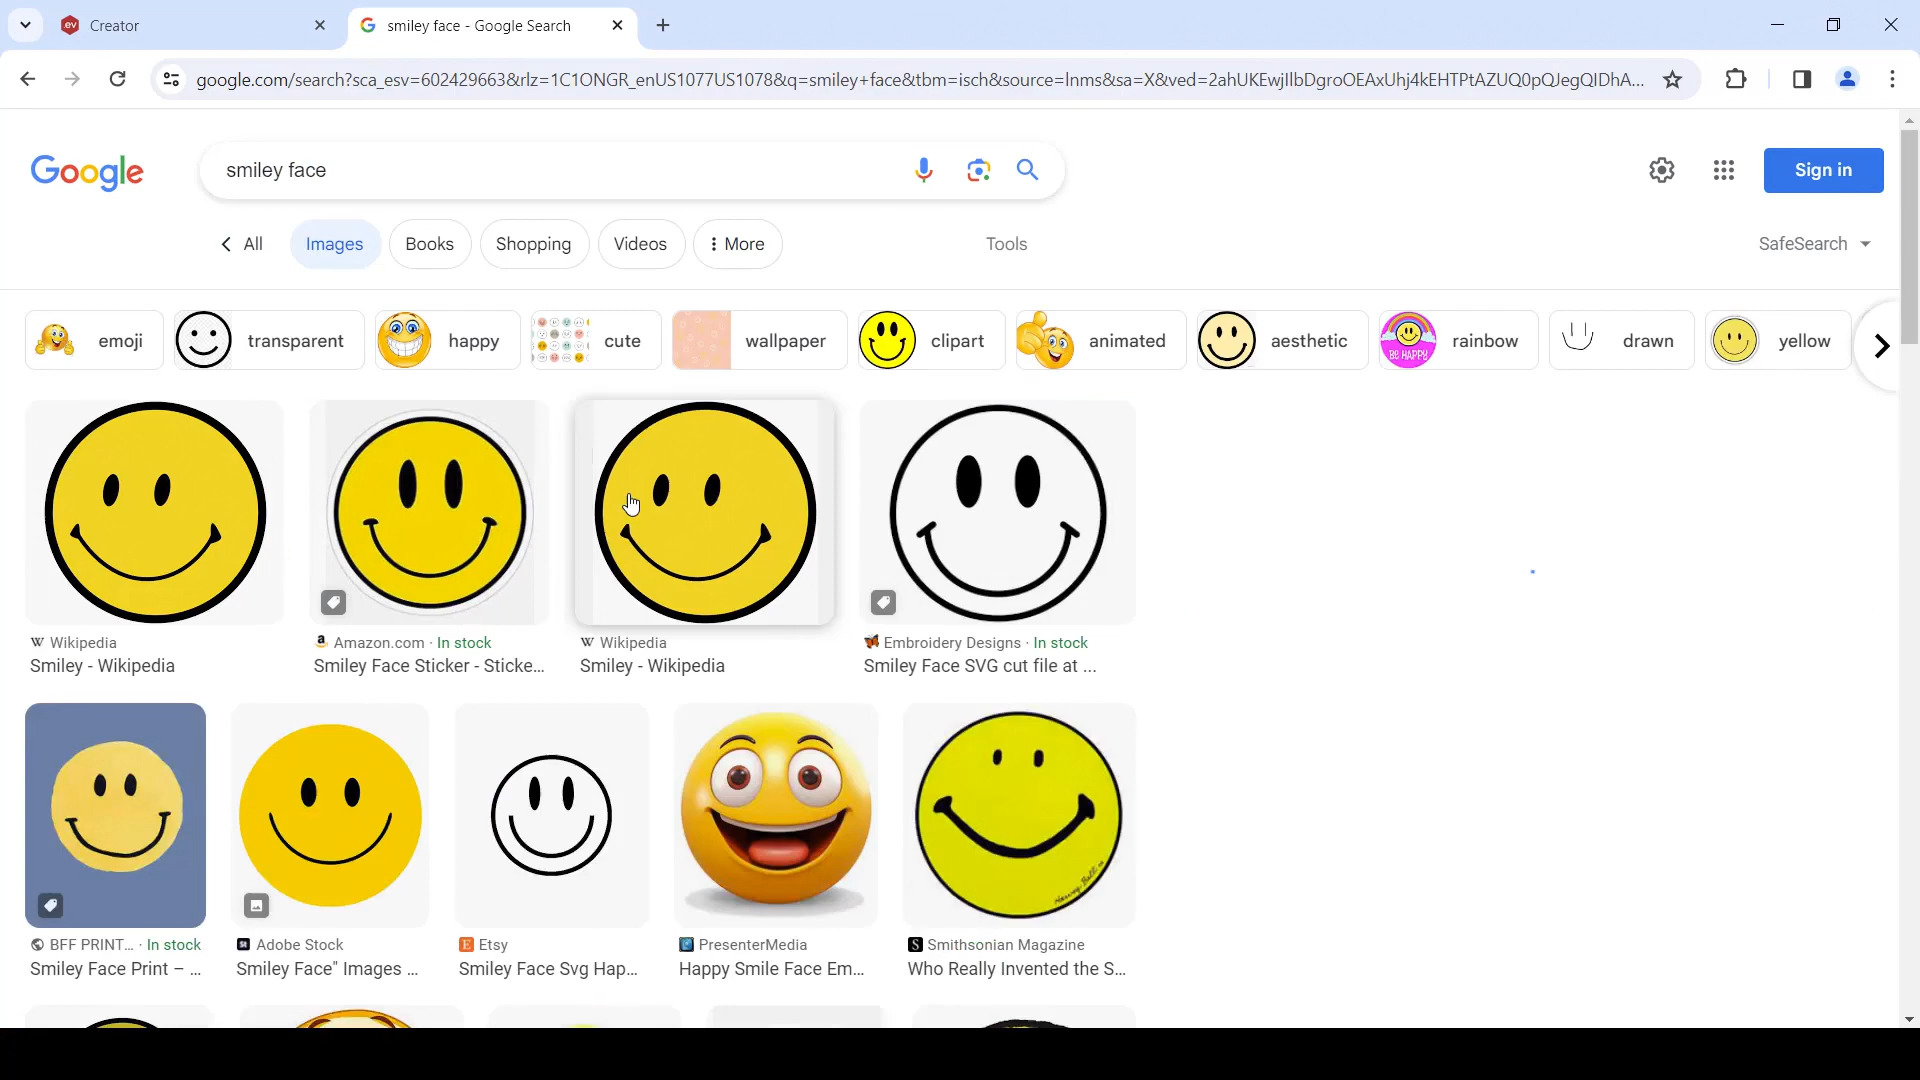 Creator
smiley face - Google Search
google.com/search?sca_esv=602429663&rlz=1C1ONGR_enUS1077US1078&q=smiley+face&tbm=isch&source=lnms&sa=X&ved=2ahUKEwjIlbDgroOEAxUhj4kEHTPtAZUQ0pQJegQIDhA...
Google
smiley face
Sign in
All
Images
Books
Shopping
Videos
More
Tools
SafeSearch
emoji
transparent
happy
cute
wallpaper
clipart
animated
aesthetic
BE HAPPY
rainbow
drawn
yellow
W Wikipedia
Smiley - Wikipedia
Amazon.com · In stock
Smiley Face Sticker - Sticke...
W Wikipedia
Smiley - Wikipedia
Embroidery Designs · In stock
Smiley Face SVG cut file at ...
BFF PRINT... · In stock
Smiley Face Print – ...
Adobe Stock
Smiley Face" Images ...
E Etsy
Smiley Face Svg Hap...
PresenterMedia
Happy Smile Face Em...
S Smithsonian Magazine
Who Really Invented the S...